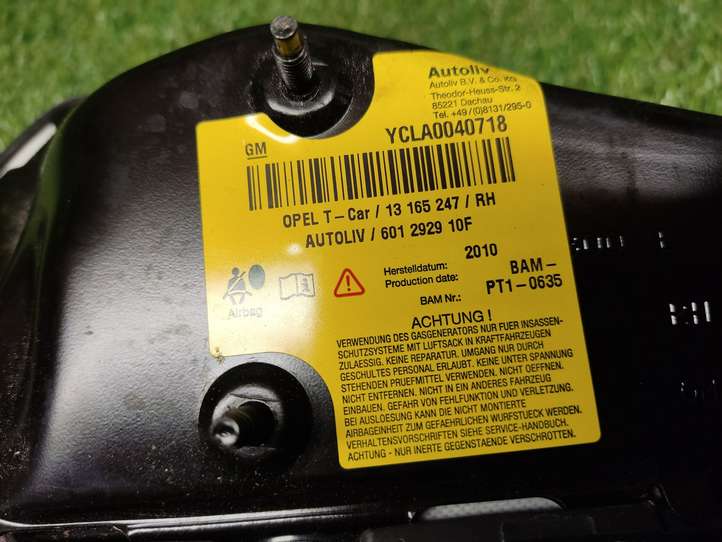 Autoliv
Autoliv B.V. & Co. KG
Theodor-Heuss-Str. 2
85221 Dachau
Tel. +49 /(0)8131/295-0
GM
YCLA0040718
OPEL T-Car / 13 165 247 / RH
AUTOLIV / 601 2929 10F
Herstelldatum: 2010
Production date:
BAM Nr.: BAM-
PT1-0635
Airbag
ACHTUNG !
VERWENDUNG DES GASGENERATORS NUR FUER INSASSEN-
SCHUTZSYSTEME MIT LUFTSACK IN KRAFTFAHRZEUGEN
ZULAESSIG. KEINE REPARATUR. UMGANG NUR DURCH
GESCHULTES PERSONAL ERLAUBT. KEINE UNTER SPANNUNG
STEHENDEN PRUEFMITTEL VERWENDEN. NICHT OEFFNEN.
NICHT ENTFERNEN. NICHT IN EIN ANDERES FAHRZEUG
EINBAUEN. GEFAHR VON FEHLFUNKTION UND VERLETZUNG.
BEI AUSLOESUNG KANN DIE NICHT MONTIERTE
AIRBAGEINHEIT ZUM GEFAEHRLICHEN WURFSTUECK WERDEN.
VERHALTENSVORSCHRIFTEN SIEHE SERVICE-HANDBUCH.
ACHTUNG - NUR INERTE GEGENSTAENDE VERSCHROTTEN.